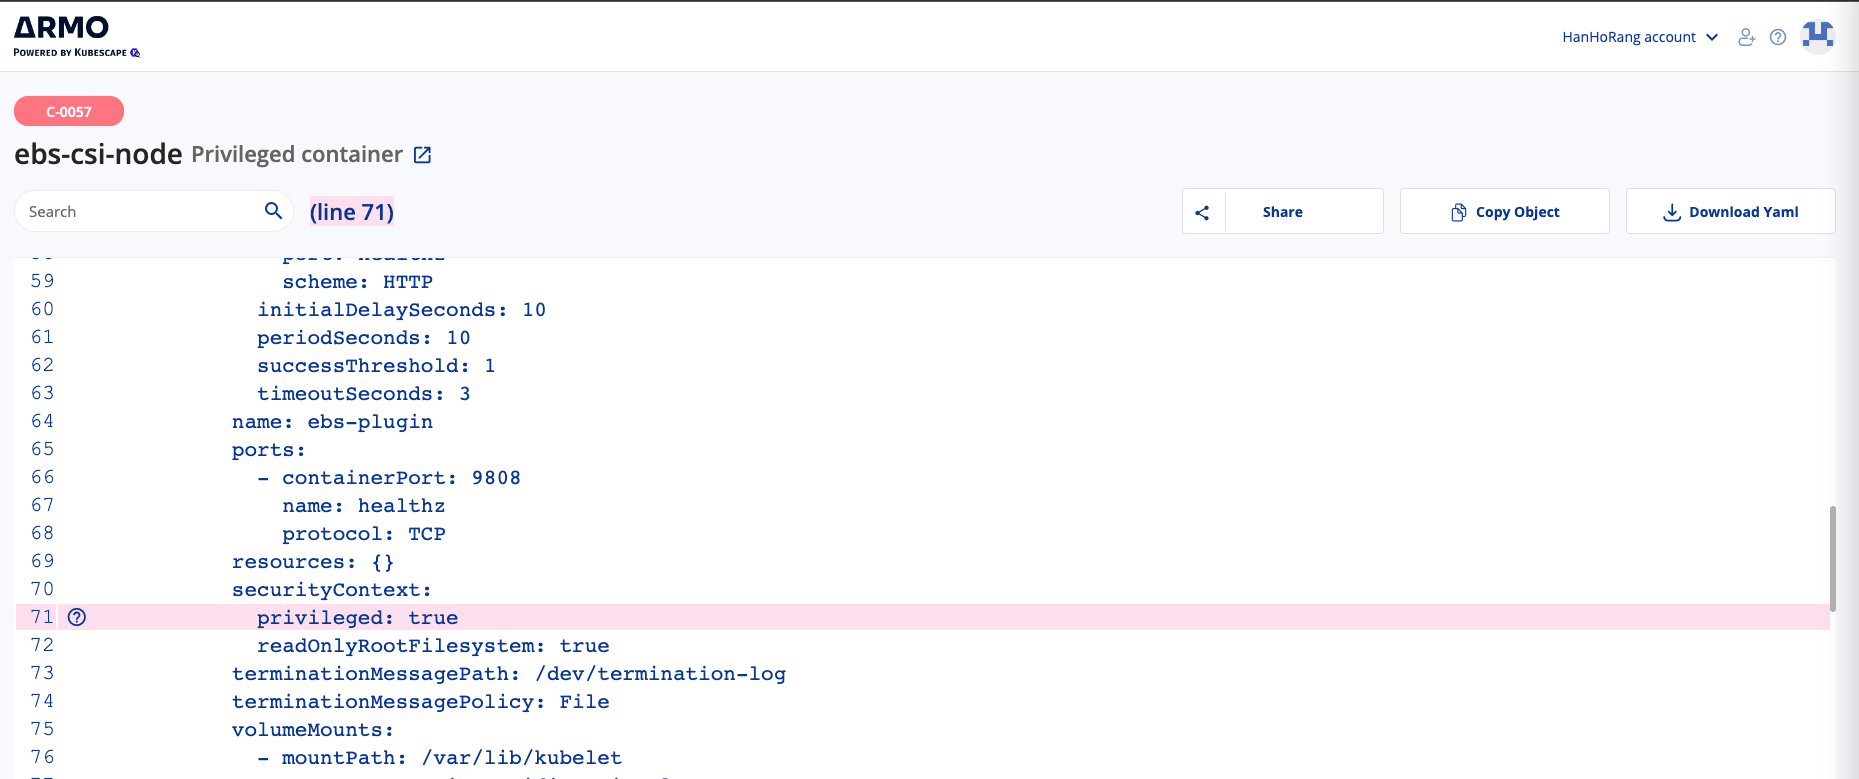 ARMO
POWERED BY KUBESCAPE
HanHoRang account
C-0057
ebs-csi-node Privileged container
Search
(line 71)
Share
Copy Object
Download Yaml
59 scheme: HTTP
60 initialDelaySeconds: 10
61 periodSeconds: 10
62 successThreshold: 1
63 timeoutSeconds: 3
64 name: ebs-plugin
65 ports:
66 - containerPort: 9808
67 name: healthz
68 protocol: TCP
69 resources: {}
70 securityContext:
71 privileged: true
72 readOnlyRootFilesystem: true
73 terminationMessagePath: /dev/termination-log
74 terminationMessagePolicy: File
75 volumeMounts:
76 - mountPath: /var/lib/kubelet